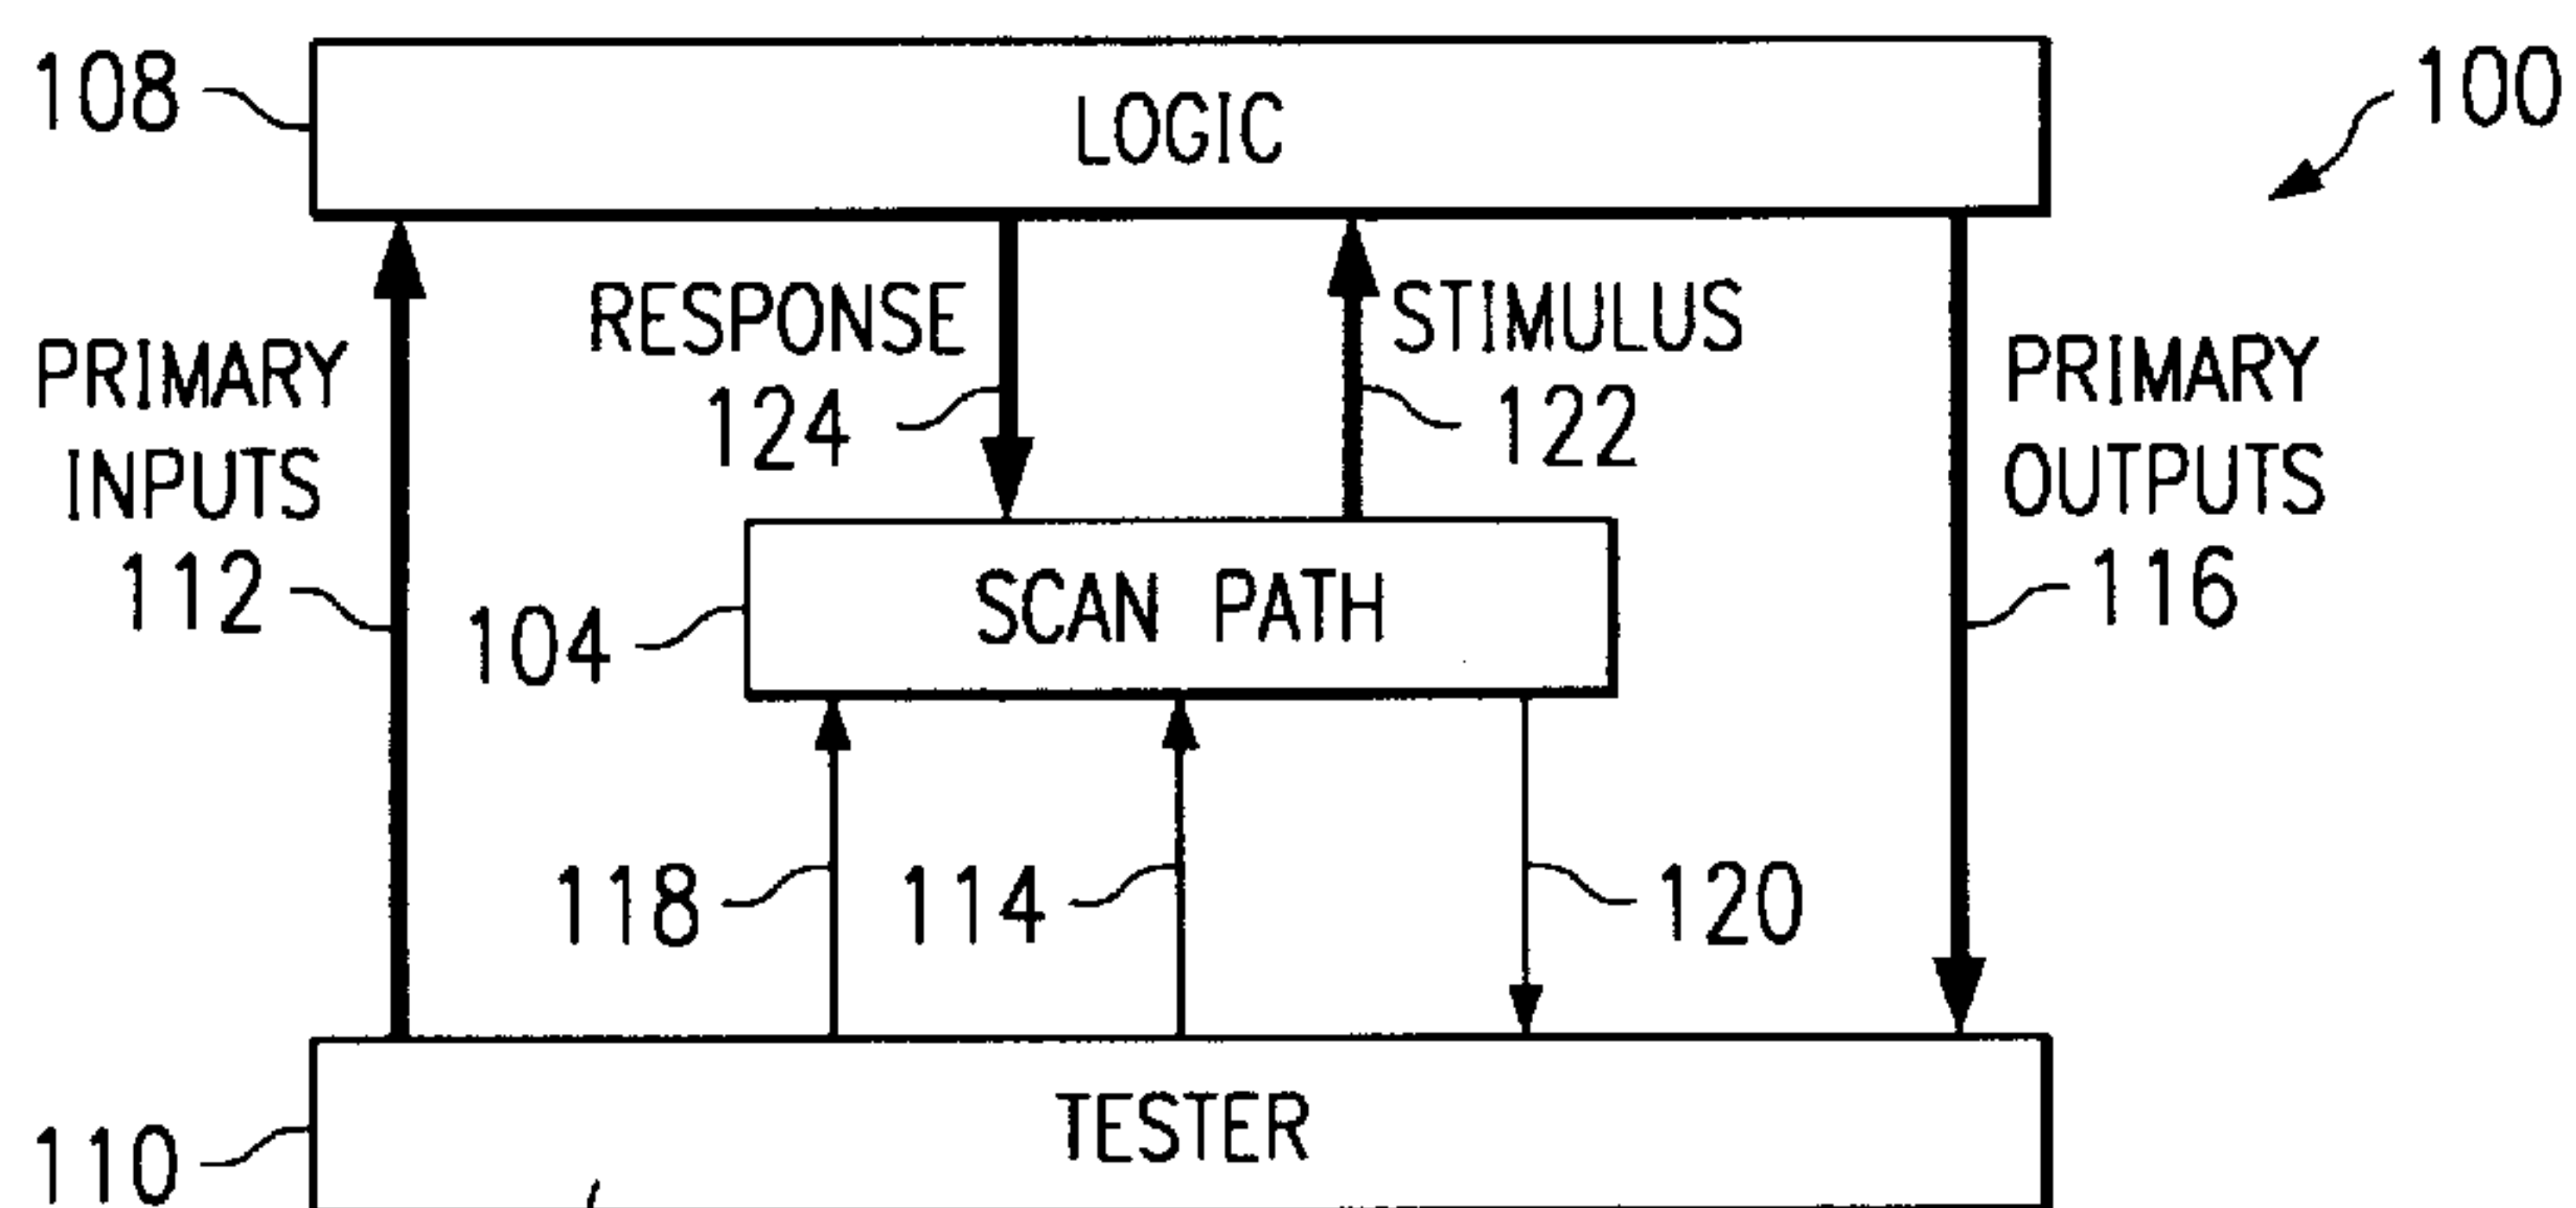 108
LOGIC
100
RESPONSE
124
STIMULUS
122
PRIMARY
INPUTS
112
PRIMARY
OUTPUTS
116
104
SCAN PATH
118
114
120
110
TESTER